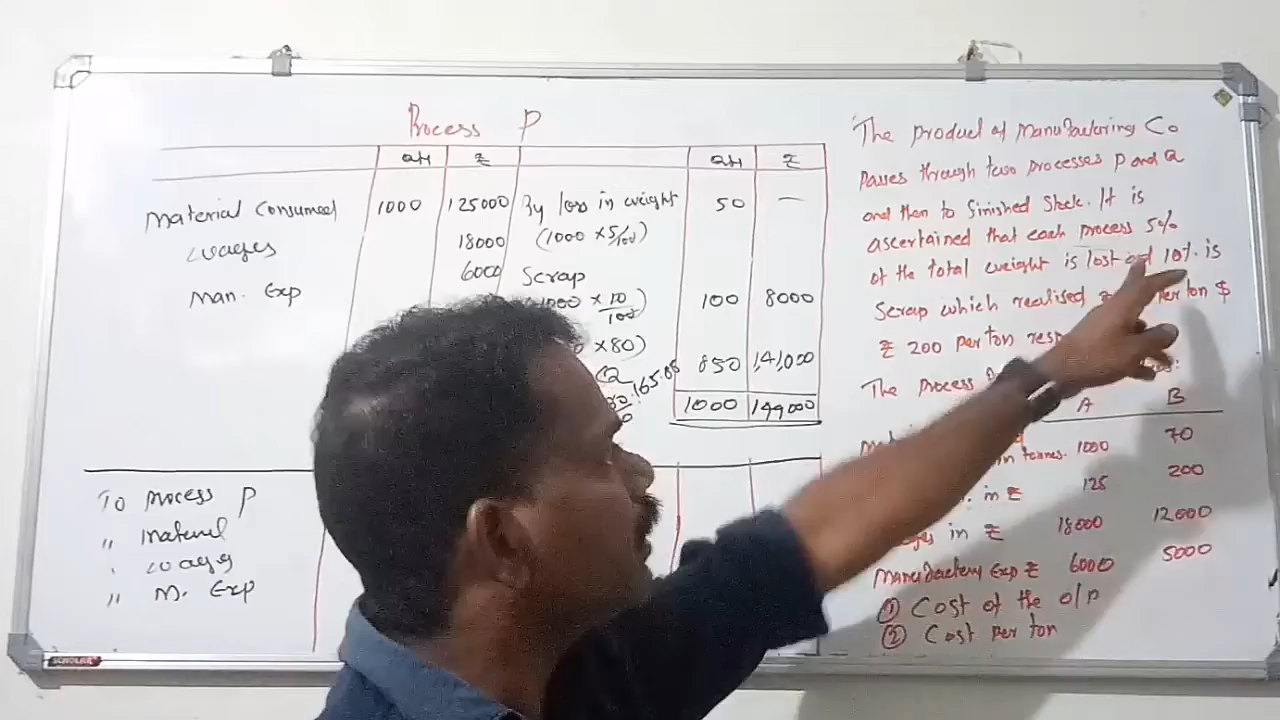 Process P
Qty ₹ Qty ₹
Material Consumed 1000 125000 By loss in weight 50 —
Wages 18000 (1000 × 5/100)
Man. Exp 6000 Scrap
1000 × 10/100) 100 8000
× 80)
Q 165.88 850 1,41,000
1000 149000
To Process P
" Material
" Wages
" M. Exp
SCHOLAR
The product of Manufacturing Co
Passes through two processes P and Q
and then to finished Stock. It is
ascertained that each process 5%
of the total weight is lost and 10% is
Scrap which realised per ton $
₹ 200 per ton
The Process
A B
in tonnes. 1000 70
in ₹ 125 200
in ₹ 18000 12000
Manufactury Exp ₹ 6000 5000
① Cost of the o/p
② Cost per ton